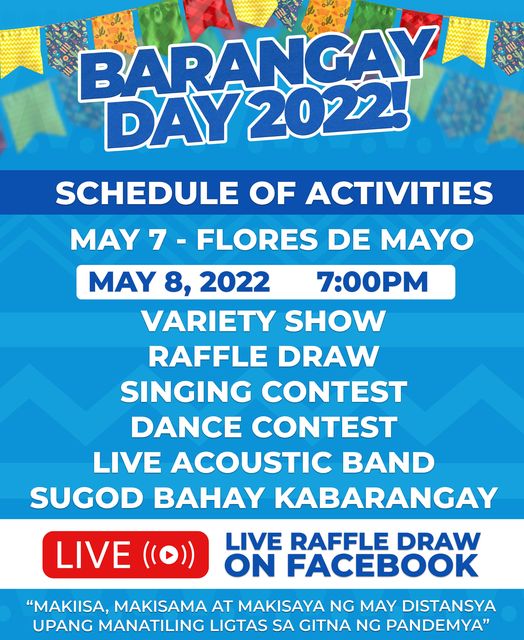 BARANGAY
DAY 2022!
SCHEDULE OF ACTIVITIES
MAY 7 - FLORES DE MAYO
MAY 8, 2022 7:00PM
VARIETY SHOW
RAFFLE DRAW
SINGING CONTEST
DANCE CONTEST
LIVE ACOUSTIC BAND
SUGOD BAHAY KABARANGAY
LIVE
LIVE RAFFLE DRAW
ON FACEBOOK
“MAKIISA, MAKISAMA AT MAKISAYA NG MAY DISTANSYA
UPANG MANATILING LIGTAS SA GITNA NG PANDEMYA”